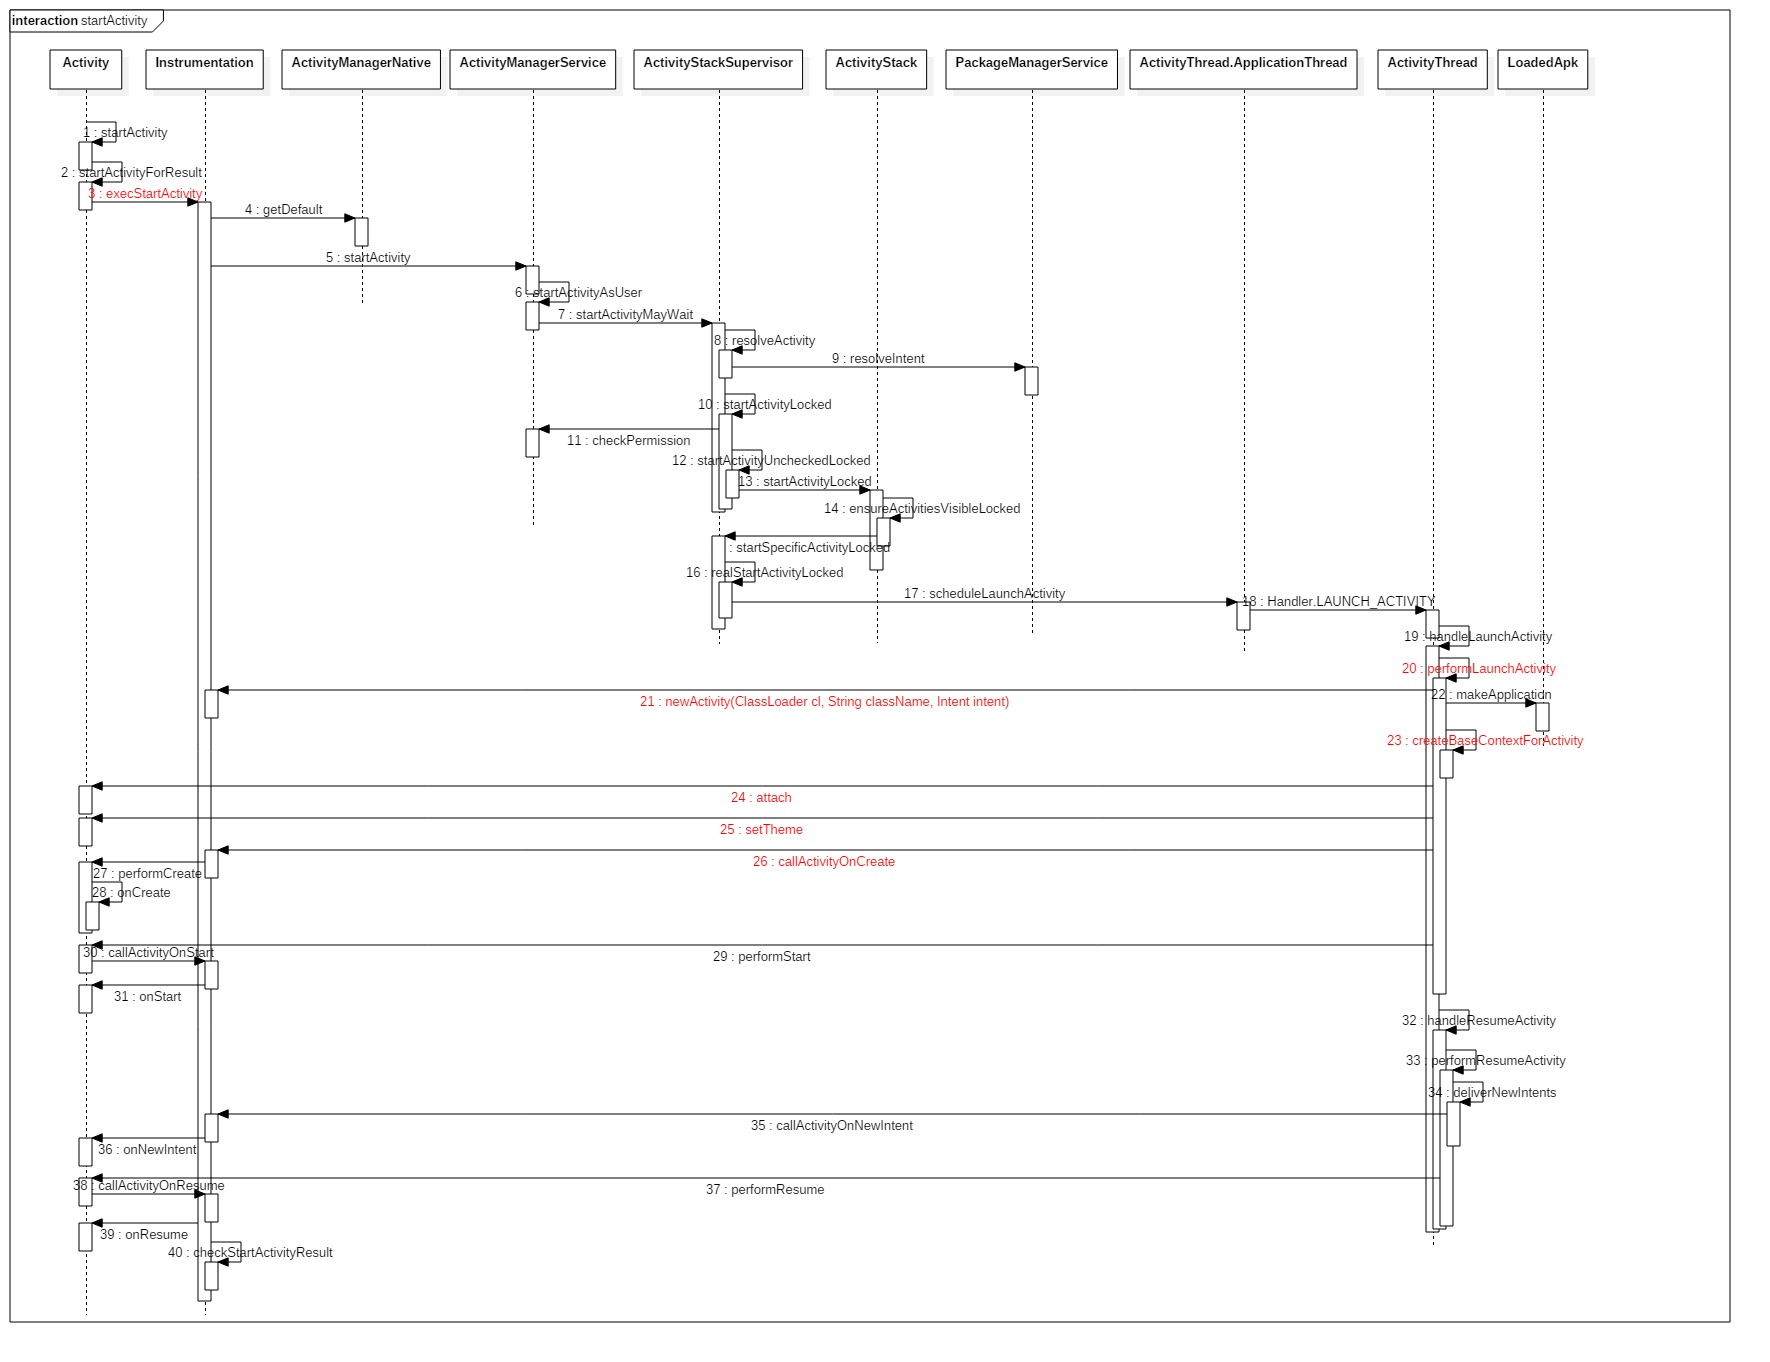 interaction startActivity
Activity
Instrumentation
ActivityManagerNative
ActivityManagerService
ActivityStackSupervisor
ActivityStack
PackageManagerService
ActivityThread.ApplicationThread
ActivityThread
LoadedApk
1 : startActivity
2 : startActivityForResult
3 : execStartActivity
4 : getDefault
5 : startActivity
6 : startActivityAsUser
7 : startActivityMayWait
8 : resolveActivity
9 : resolveIntent
10 : startActivityLocked
11 : checkPermission
12 : startActivityUncheckedLocked
13 : startActivityLocked
14 : ensureActivitiesVisibleLocked
: startSpecificActivityLocked
16 : realStartActivityLocked
17 : scheduleLaunchActivity
18 : Handler.LAUNCH_ACTIVITY
19 : handleLaunchActivity
20 : performLaunchActivity
21 : newActivity(ClassLoader cl, String className, Intent intent)
22 : makeApplication
23 : createBaseContextForActivity
24 : attach
25 : setTheme
26 : callActivityOnCreate
27 : performCreate
28 : onCreate
29 : performStart
30 : callActivityOnStart
31 : onStart
32 : handleResumeActivity
33 : performResumeActivity
34 : deliverNewIntents
35 : callActivityOnNewIntent
36 : onNewIntent
37 : performResume
38 : callActivityOnResume
39 : onResume
40 : checkStartActivityResult